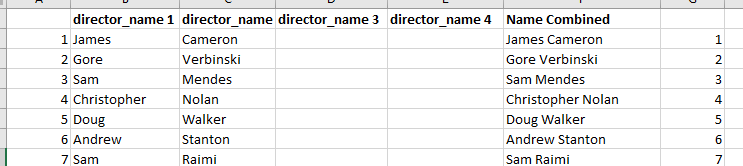 A B C D E F G
director_name 1 director_name director_name 3 director_name 4 Name Combined
1 James Cameron James Cameron 1
2 Gore Verbinski Gore Verbinski 2
3 Sam Mendes Sam Mendes 3
4 Christopher Nolan Christopher Nolan 4
5 Doug Walker Doug Walker 5
6 Andrew Stanton Andrew Stanton 6
7 Sam Raimi Sam Raimi 7